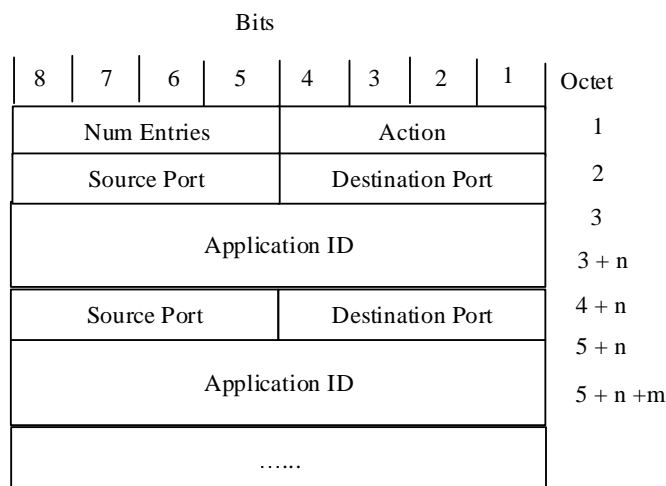 Bits
8 7 6 5 4 3 2 1 Octet
Num Entries Action 1
Source Port Destination Port 2
3
Application ID
3 + n
Source Port Destination Port 4 + n
5 + n
Application ID
5 + n +m
…...